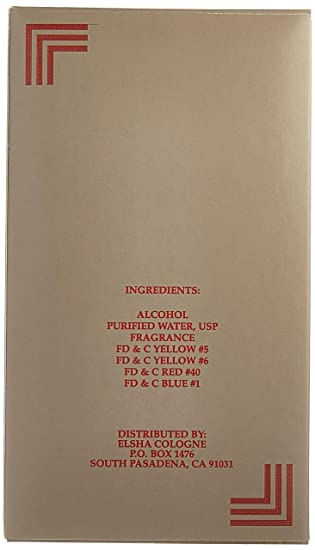 INGREDIENTS:
ALCOHOL
PURIFIED WATER, USP
FRAGRANCE
FD & C YELLOW #5
FD & C YELLOW #6
FD & C RED #40
FD & C BLUE #1
DISTRIBUTED BY:
ELSHA COLOGNE
P.O. BOX 1476
SOUTH PASADENA, CA 91031